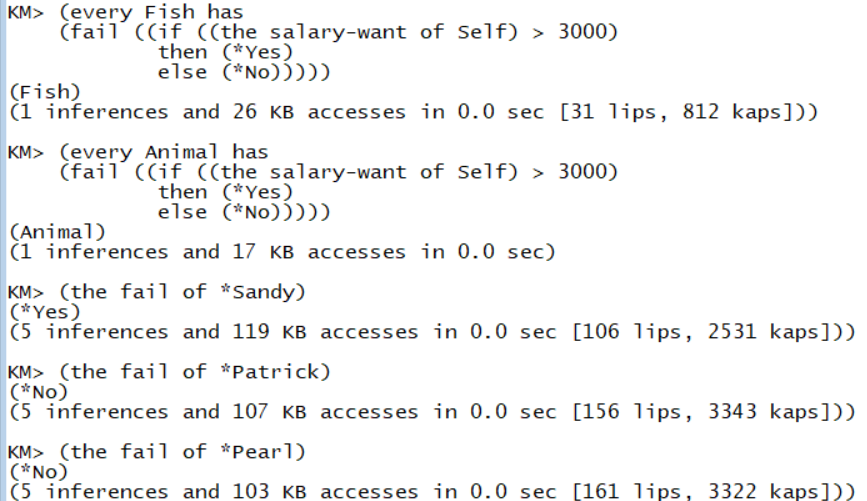 KM> (every Fish has
(fail ((if ((the salary-want of Self) > 3000)
then (*Yes)
else (*No)))))
(Fish)
(1 inferences and 26 KB accesses in 0.0 sec [31 lips, 812 kaps]))
KM> (every Animal has
(fail ((if ((the salary-want of Self) > 3000)
then (*Yes)
else (*No)))))
(Animal)
(1 inferences and 17 KB accesses in 0.0 sec)
KM> (the fail of *Sandy)
(*Yes)
(5 inferences and 119 KB accesses in 0.0 sec [106 lips, 2531 kaps]))
KM> (the fail of *Patrick)
(*No)
(5 inferences and 107 KB accesses in 0.0 sec [156 lips, 3343 kaps]))
KM> (the fail of *Pearl)
(*No)
(5 inferences and 103 KB accesses in 0.0 sec [161 lips, 3322 kaps]))